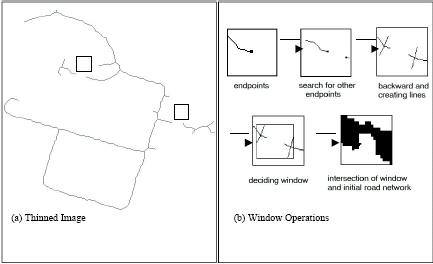 endpoints
search for other
endpoints
backward and
creating lines
deciding window
intersection of window
and initial road network
(a) Thinned Image
(b) Window Operations